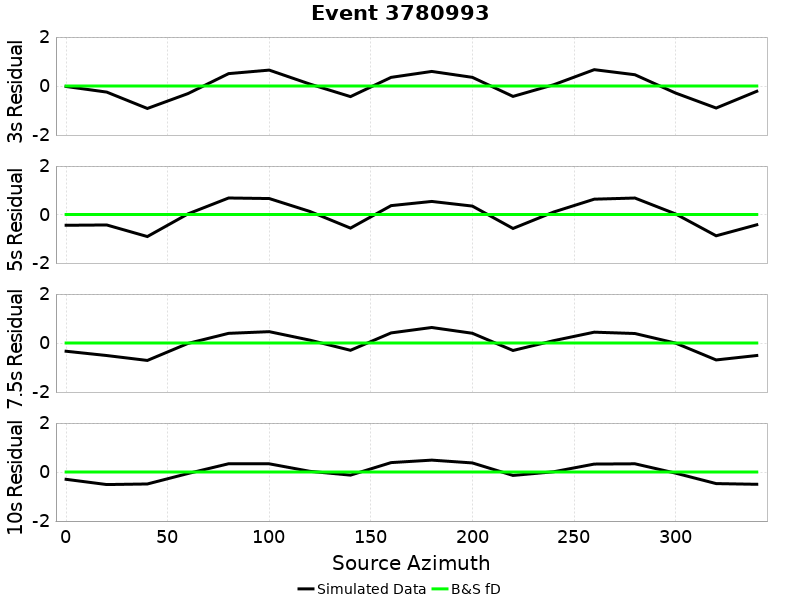 Event 3780993
3s Residual
2
0
-2
5s Residual
2
0
-2
7.5s Residual
2
0
-2
10s Residual
2
0
-2
0 50 100 150 200 250 300
Source Azimuth
Simulated Data B&S fD